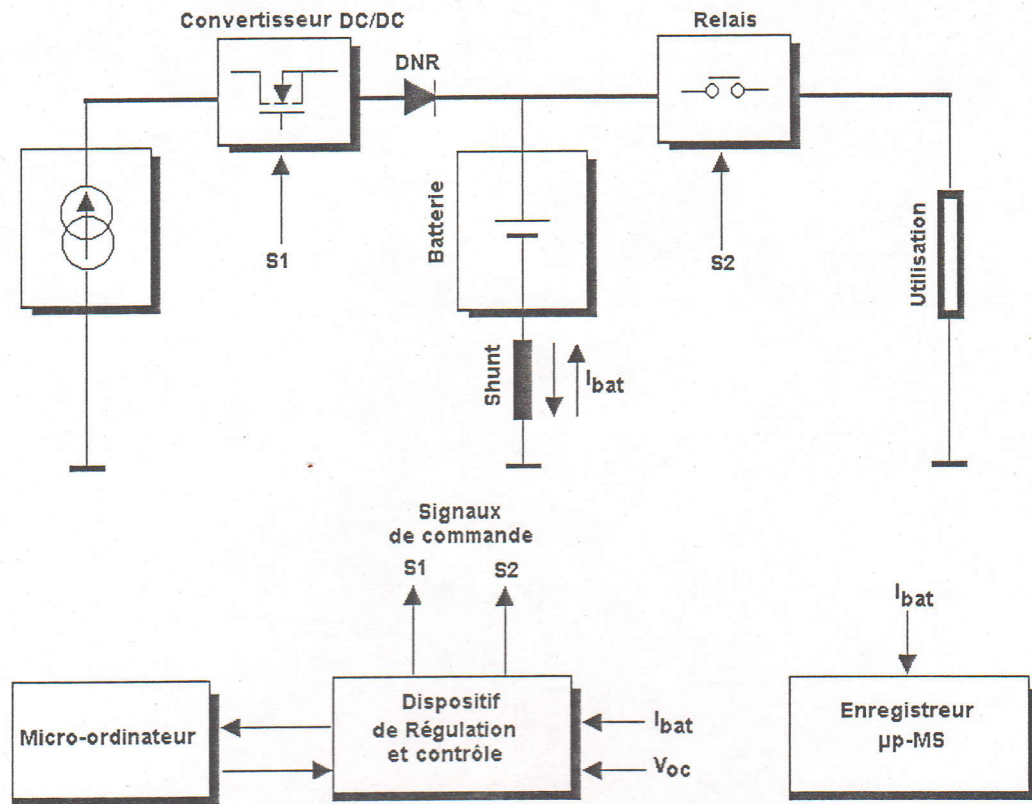 Convertisseur DC/DC
Relais
DNR
Batterie
S1
S2
Utilisation
Shunt
Ibat
Signaux
de commande
S1
S2
Ibat
Micro-ordinateur
Dispositif
de Régulation
et contrôle
Ibat
Voc
Enregistreur
µp-MS